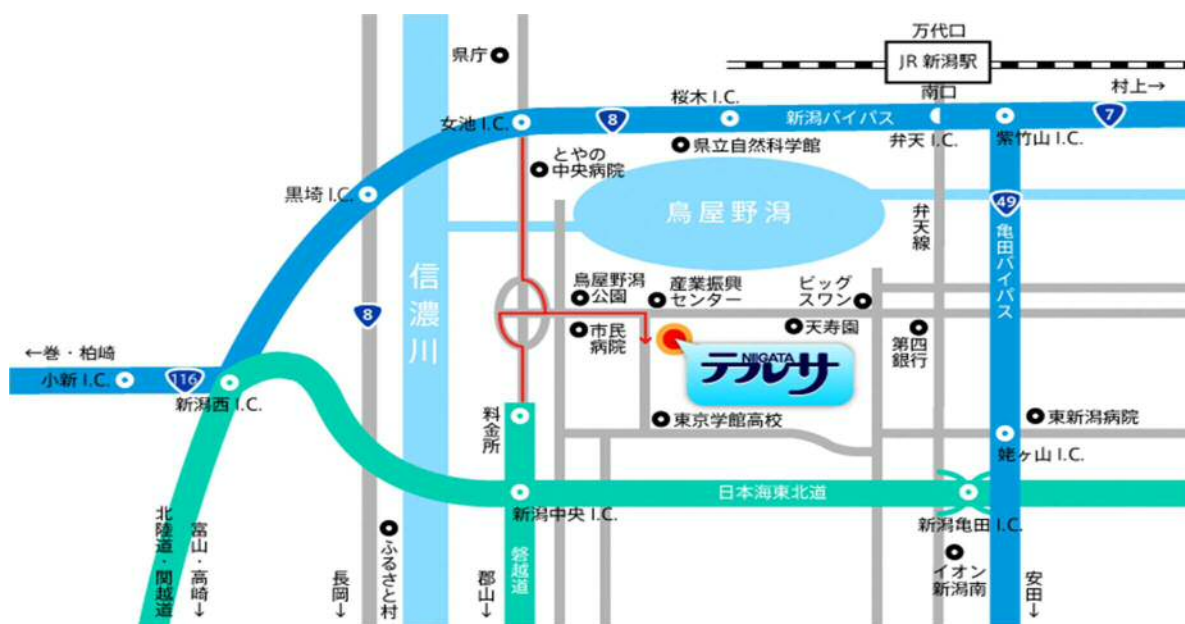 万代口
JR 新潟駅
南口
村上→
県庁
桜木 I.C.
女池 I.C.
8
新潟バイパス
7
弁天 I.C.
紫竹山 I.C.
県立自然科学館
とやの
中央病院
黒埼 I.C.
鳥屋野潟
弁天線
49
亀田バイパス
信濃川
8
鳥屋野潟
公園
産業振興
センター
ビッグ
スワン
市民
病院
天寿園
第四
銀行
←巻・柏崎
小新 I.C.
116
新潟西 I.C.
NIIGATA
テルサ
料金所
東京学館高校
東新潟病院
姥ヶ山 I.C.
日本海東北道
新潟中央 I.C.
新潟亀田 I.C.
北陸道・関越道
富山・高崎↓
長岡↓
ふるさと村
郡山↓
磐越道
イオン
新潟南
安田↓